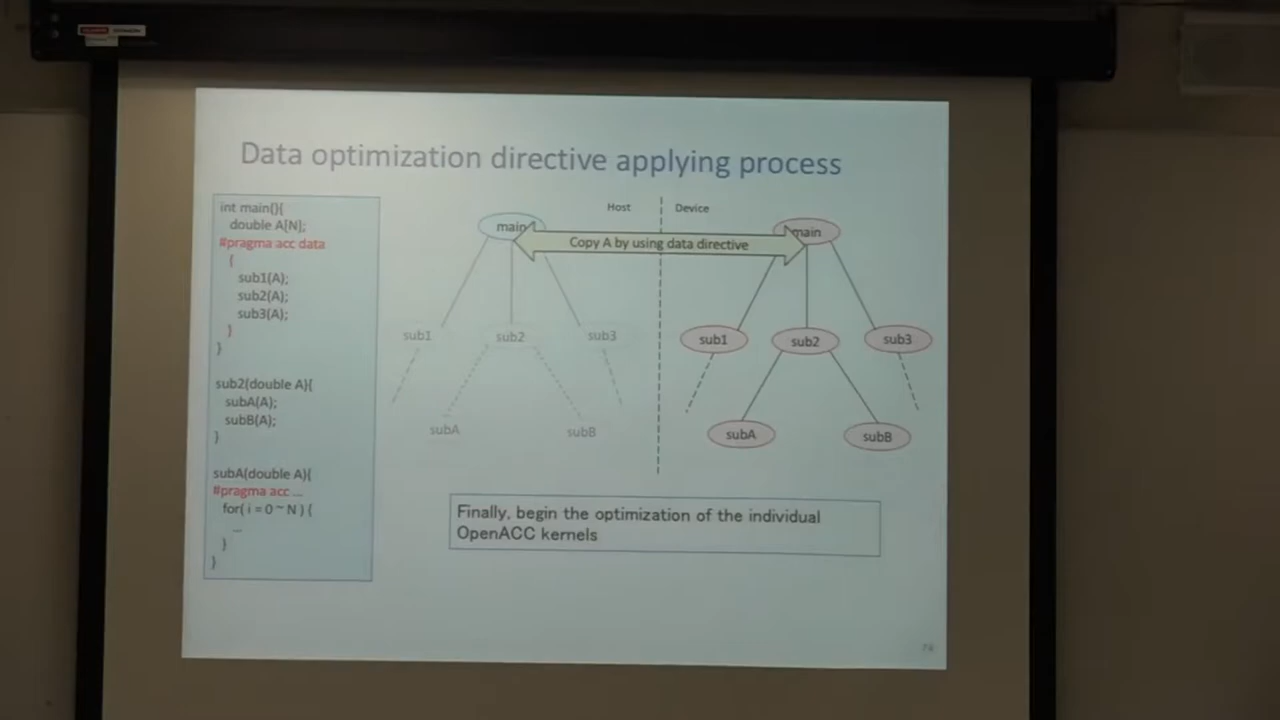 Data optimization directive applying process
int main(){
double A[N];
#pragma acc data
{
sub1(A);
sub2(A);
sub3(A);
}
}
sub2(double A){
subA(A);
subB(A);
}
subA(double A){
#pragma acc ...
for( i = 0 ~ N ) {
...
}
}
Host
Device
main
Copy A by using data directive
main
sub1
sub2
sub3
sub1
sub2
sub3
subA
subB
subA
subB
Finally, begin the optimization of the individual
OpenACC kernels